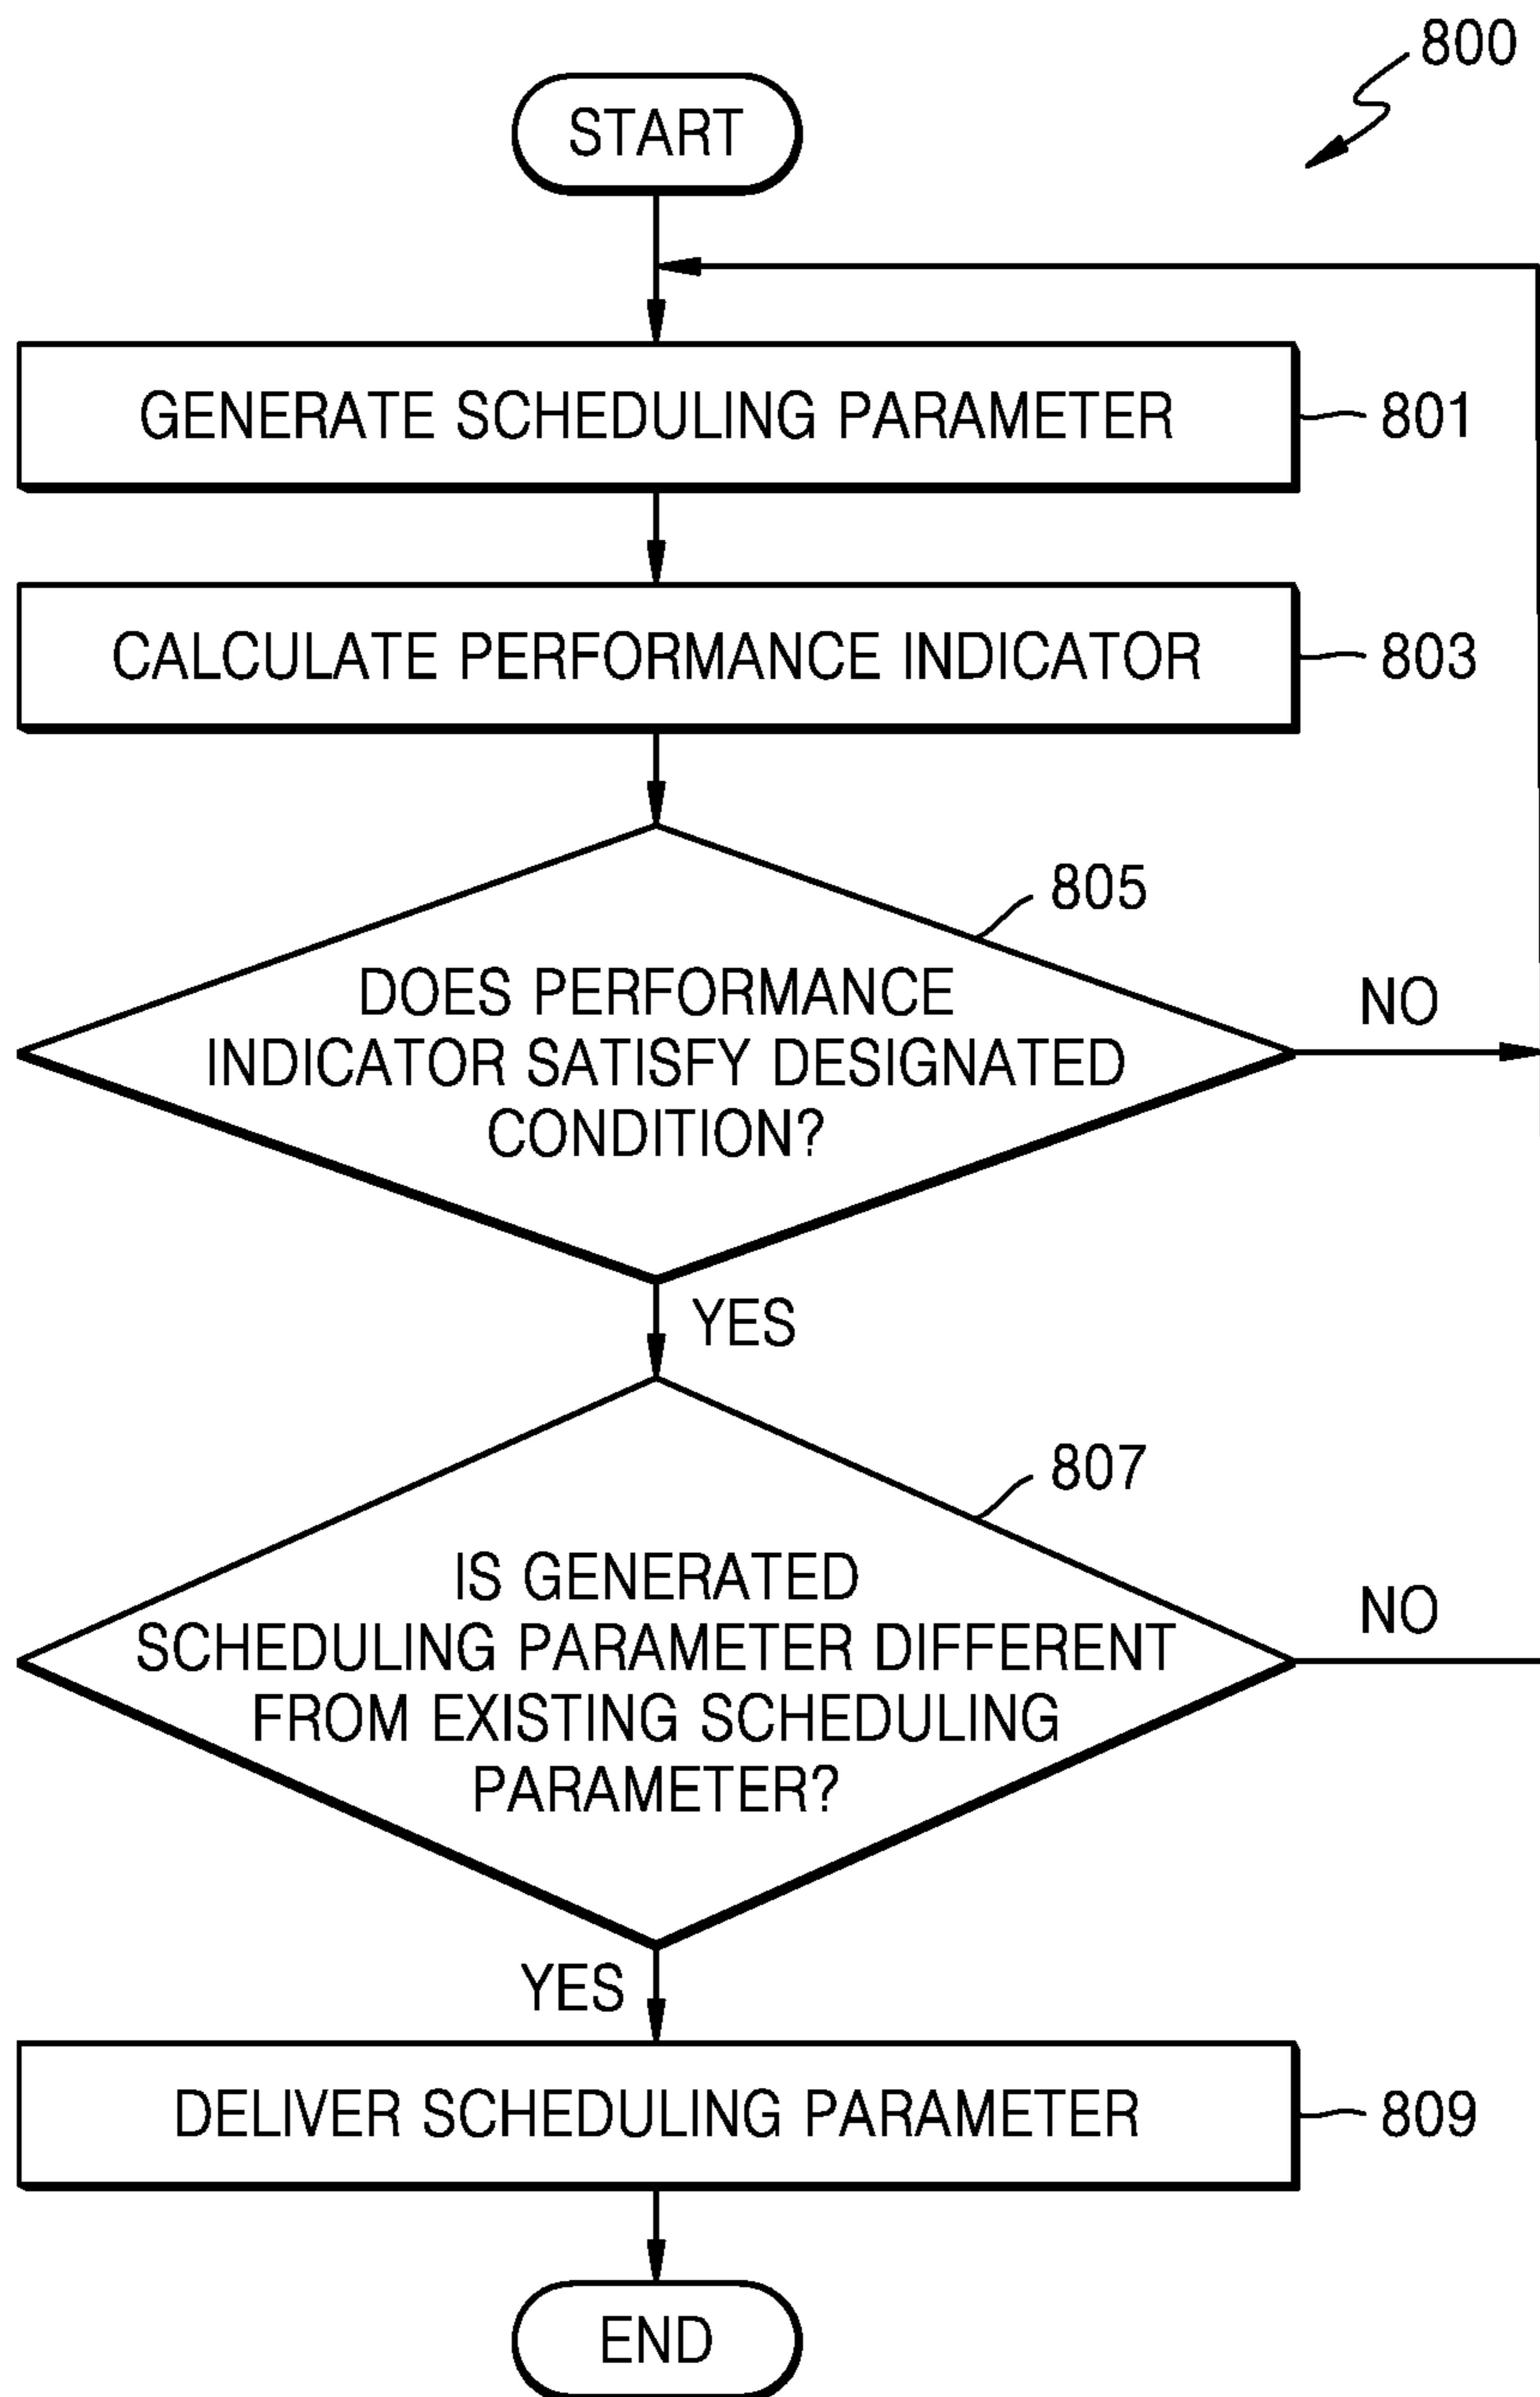 800
START
GENERATE SCHEDULING PARAMETER
801
CALCULATE PERFORMANCE INDICATOR
803
805
DOES PERFORMANCE
INDICATOR SATISFY DESIGNATED
CONDITION?
NO
YES
807
IS GENERATED
SCHEDULING PARAMETER DIFFERENT
FROM EXISTING SCHEDULING
PARAMETER?
NO
YES
DELIVER SCHEDULING PARAMETER
809
END